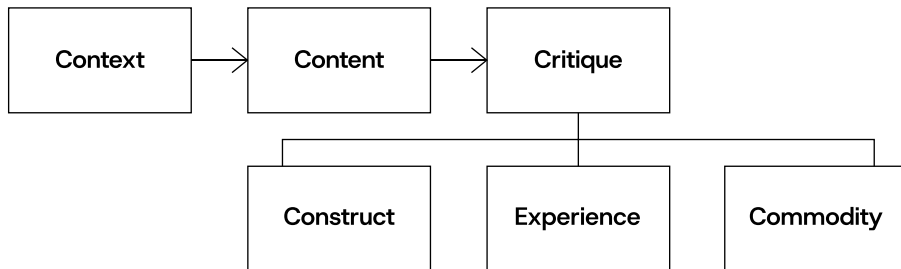 Context
Content
Critique
Construct
Experience
Commodity